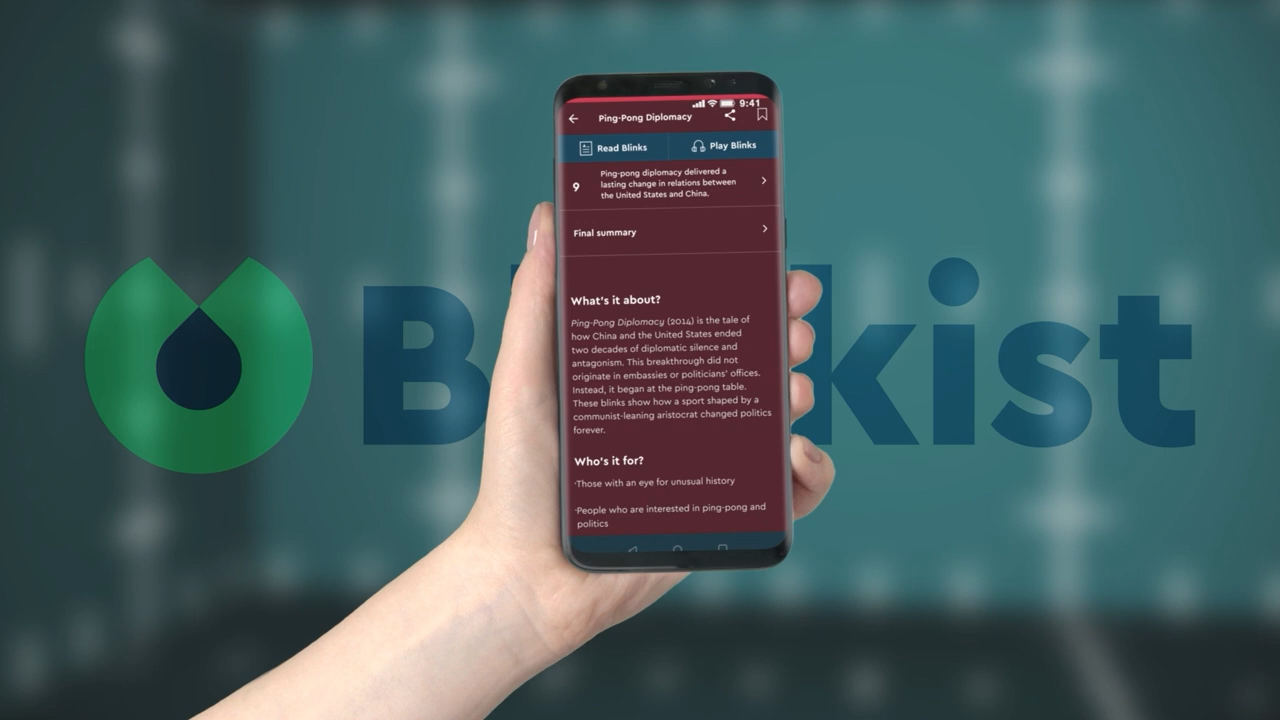 9:41
Ping-Pong Diplomacy
Read Blinks
Play Blinks
9
Ping-pong diplomacy delivered a
lasting change in relations between
the United States and China.
Final summary
What's it about?
Ping-Pong Diplomacy (2014) is the tale of
how China and the United States ended
two decades of diplomatic silence and
antagonism. This breakthrough did not
originate in embassies or politicians' offices.
Instead, it began at the ping-pong table.
These blinks show how a sport shaped by a
communist-leaning aristocrat changed politics
forever.
Who's it for?
·Those with an eye for unusual history
·People who are interested in ping-pong and
politics
B kist